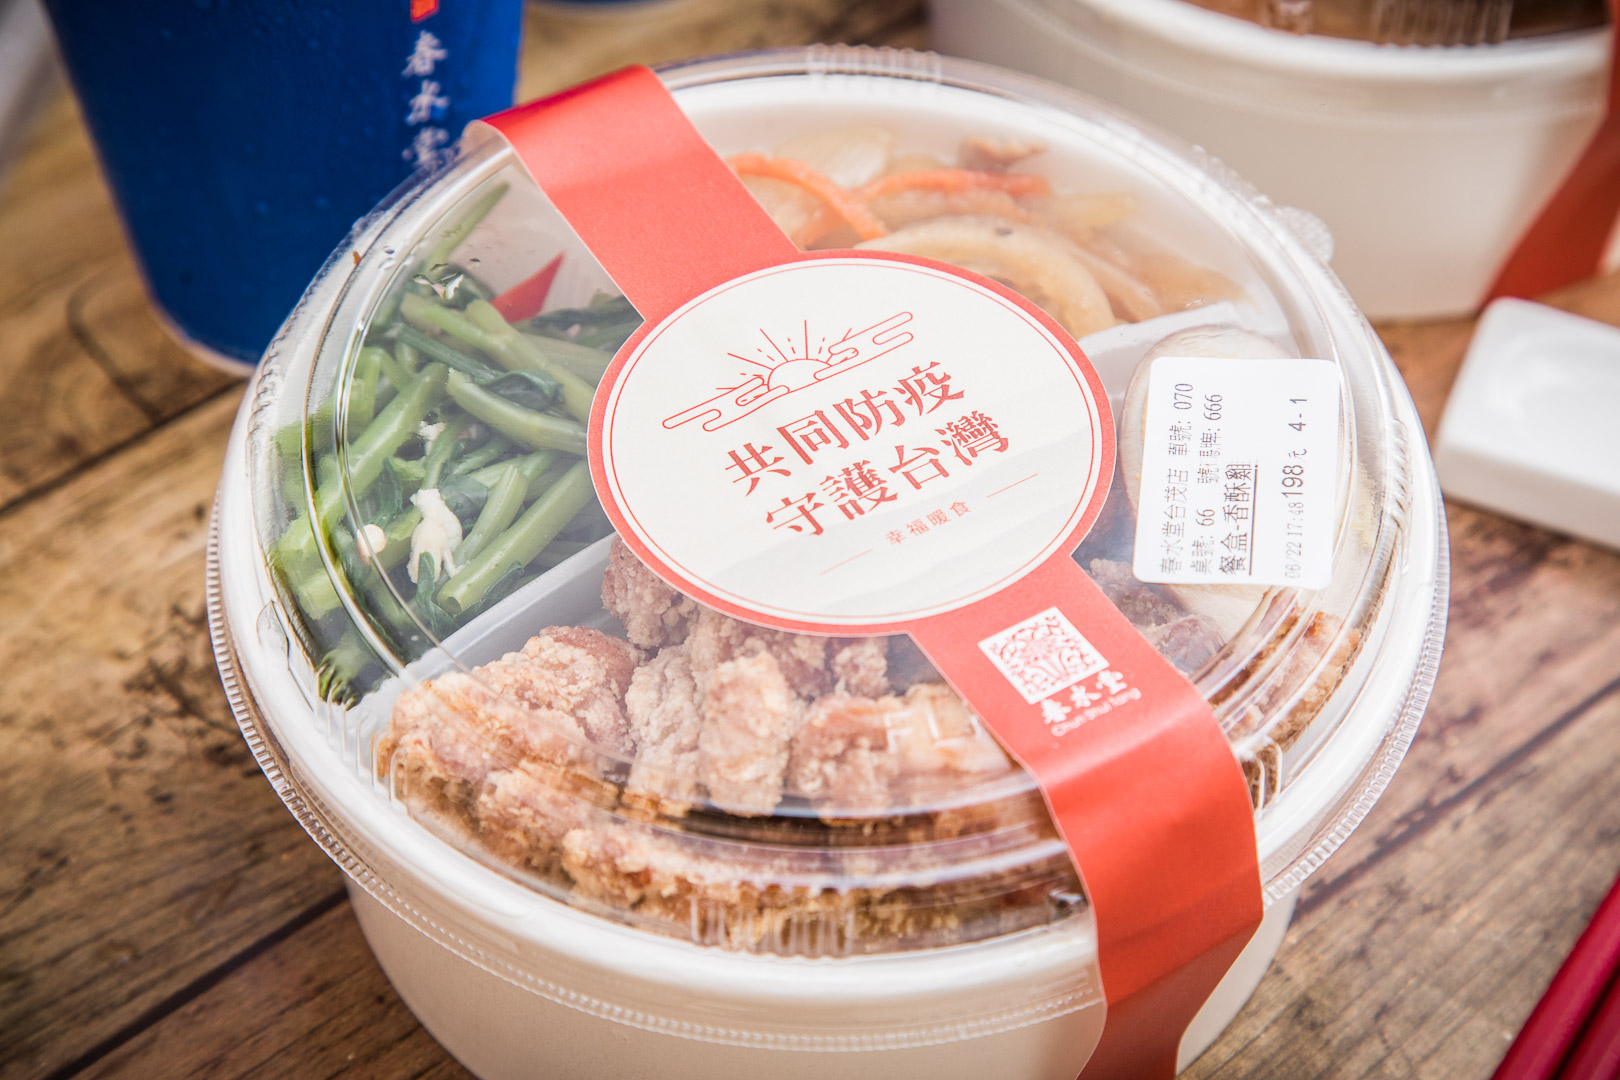 春水堂
共同防疫
守護台灣
幸福暖食
春水堂台茂店 單號: 070
桌號: 66 號碼牌: 666
餐盒-香酥雞
06/22 17:48 198元 4-1
春水堂
Chun Shui Tang